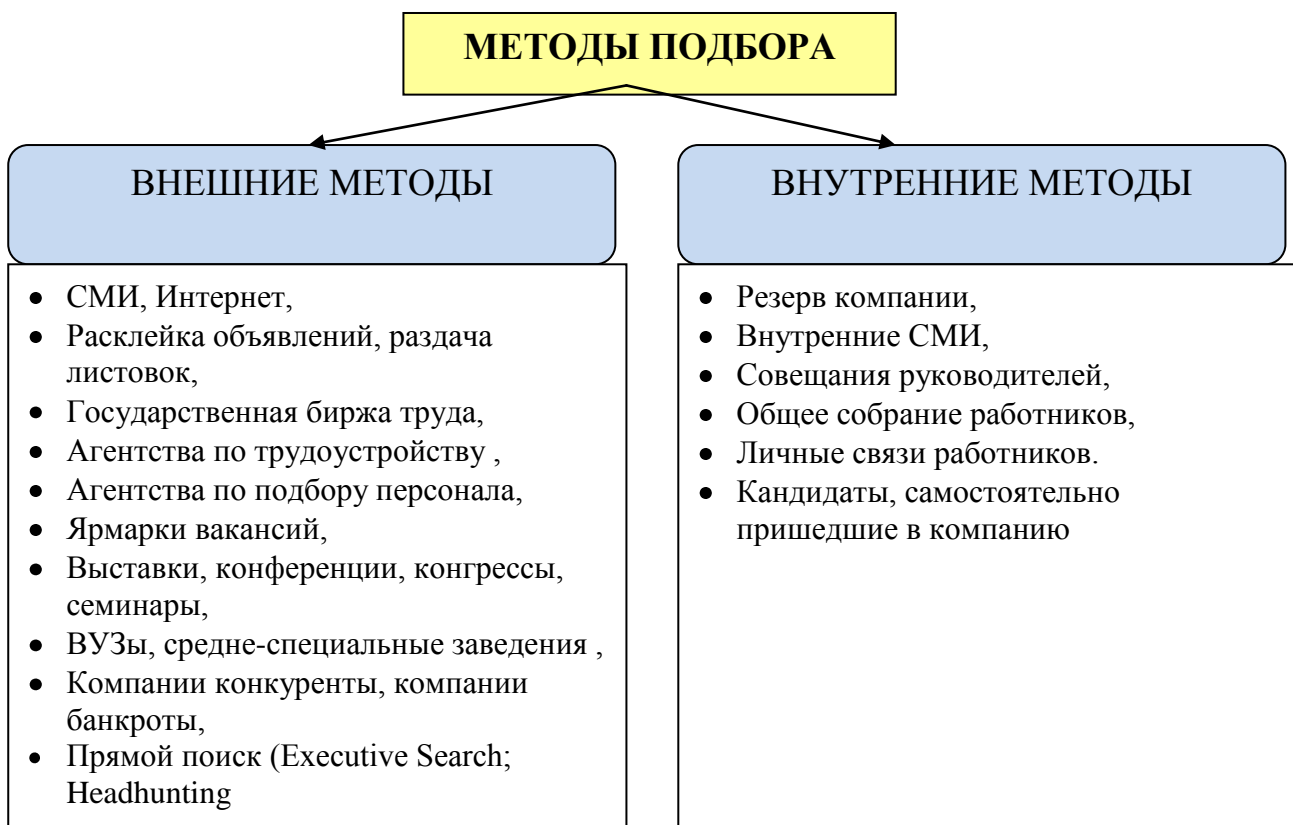 МЕТОДЫ ПОДБОРА
ВНЕШНИЕ МЕТОДЫ
• СМИ, Интернет,
• Расклейка объявлений, раздача
листовок,
• Государственная биржа труда,
• Агентства по трудоустройству ,
• Агентства по подбору персонала,
• Ярмарки вакансий,
• Выставки, конференции, конгрессы,
семинары,
• ВУЗы, средне-специальные заведения ,
• Компании конкуренты, компании
банкроты,
• Прямой поиск (Executive Search;
Headhunting
ВНУТРЕННИЕ МЕТОДЫ
• Резерв компании,
• Внутренние СМИ,
• Совещания руководителей,
• Общее собрание работников,
• Личные связи работников.
• Кандидаты, самостоятельно
пришедшие в компанию